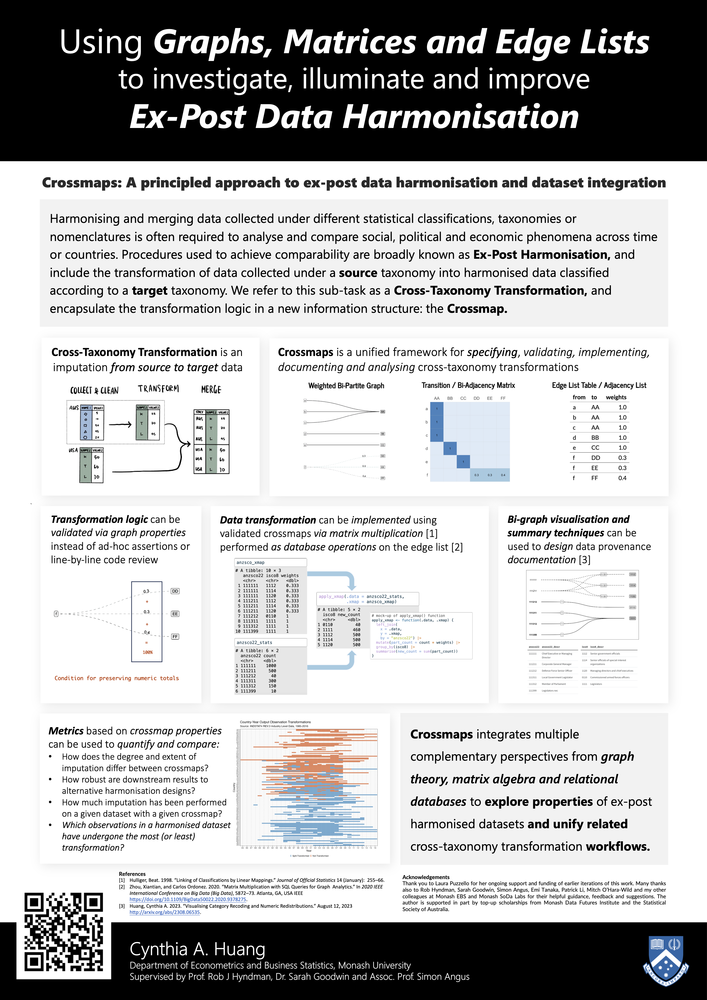 Using Graphs, Matrices and Edge Lists
to investigate, illuminate and improve
Ex-Post Data Harmonisation
Crossmaps: A principled approach to ex-post data harmonisation and dataset integration
Harmonising and merging data collected under different statistical classifications, taxonomies or
nomenclatures is often required to analyse and compare social, political and economic phenomena across time
or countries. Procedures used to achieve comparability are broadly known as Ex-Post Harmonisation, and
include the transformation of data collected under a source taxonomy into harmonised data classified
according to a target taxonomy. We refer to this sub-task as a Cross-Taxonomy Transformation, and
encapsulate the transformation logic in a new information structure: the Crossmap.
Cross-Taxonomy Transformation is an
imputation from source to target data
COLLECT & CLEAN TRANSFORM MERGE
AUS NAME1 VALUE1
5
10
50
45
20
NAME2 VALUE2
K 25
T 70
L 45
USA NAME2 VALUE2
K 50
T 60
L 30
CTRY NAME2 VALUE2
AUS K 25
AUS T 70
AUS L 45
USA K 50
USA T 60
USA L 30
Crossmaps is a unified framework for specifying, validating, implementing,
documenting and analysing cross-taxonomy transformations
Weighted Bi-Partite Graph
a
b AA
c
d BB
e CC
0.3 DD
f 0.3 EE
0.4 FF
Transition / Bi-Adjacency Matrix
AA BB CC DD EE FF
a 1
b 1
c 1
d 1
e 1
f 0.3 0.3 0.4
Edge List Table / Adjacency List
from to weights
a AA 1.0
b AA 1.0
c AA 1.0
d BB 1.0
e CC 1.0
f DD 0.3
f EE 0.3
f FF 0.4
Transformation logic can be
validated via graph properties
instead of ad-hoc assertions or
line-by-line code review
0.3 DD
+
f 0.3 EE
+
0.4 FF
=
100%
Condition for preserving numeric totals
Data transformation can be implemented using
validated crossmaps via matrix multiplication [1]
performed as database operations on the edge list [2]
anzsco_xmap
# A tibble: 10 × 3
anzsco22 isco8 weights
<chr> <chr> <dbl>
1 111111 1112 0.333
2 111111 1114 0.333
3 111111 1120 0.333
4 111211 1112 0.333
5 111211 1114 0.333
6 111211 1120 0.333
7 111212 0110 1
8 111311 1111 1
9 111312 1111 1
10 111399 1111 1
anzsco22_stats
# A tibble: 6 × 2
anzsco22 count
<chr> <dbl>
1 111111 1000
2 111211 500
3 111212 40
4 111311 300
5 111312 150
6 111399 10
apply_xmap(.data = anzsco22_stats,
.xmap = anzsco_xmap)
# A tibble: 5 × 2
isco8 new_count
<chr> <dbl>
1 0110 40
2 1111 460
3 1112 500
4 1114 500
5 1120 500
# mock-up of apply_xmap() function
apply_xmap <- function(.data, .xmap) {
left_join(
x = .data,
y = .xmap,
by = "anzsco22") |>
mutate(part_count = count * weights) |>
group_by(isco8) |>
summarise(new_count = sum(part_count))
}
Bi-graph visualisation and
summary techniques can be
used to design data provenance
documentation [3]
111111 0.33 1112
111211 0.33 1114
0.33 1120
111212 1 0110
111311 1 1111
111312 1
111399 1
anzsco22 anzsco22_descr
111111 Chief Executive or Managing
Director
111211 Corporate General Manager
111212 Defence Force Senior Officer
111311 Local Government Legislator
111312 Member of Parliament
111399 Legislators nec
isco8 isco8_descr
1112 Senior government officials
1114 Senior officials of special-interest
organizations
1120 Managing directors and chief executives
0110 Commissioned armed forces officers
1111 Legislators
Metrics based on crossmap properties
can be used to quantify and compare:
• How does the degree and extent of
imputation differ between crossmaps?
• How robust are downstream results to
alternative harmonisation designs?
• How much imputation has been performed
on a given dataset with a given crossmap?
• Which observations in a harmonised dataset
have undergone the most (or least)
transformation?
Country-Year Output Observation Transformations
Source: INDSTAT4 REV.3 Industry Level Data, 1985-2016
Country
85 86 87 88 89 90 91 92 93 94 95 96 97 98 99 00 01 02 03 04 05 06 07 08 09 10 11 12 13 14 15 16
Year
Split-Transformed Not-Transformed
Crossmaps integrates multiple
complementary perspectives from graph
theory, matrix algebra and relational
databases to explore properties of ex-post
harmonised datasets and unify related
cross-taxonomy transformation workflows.
References
[1] Hulliger, Beat. 1998. “Linking of Classifications by Linear Mappings.” Journal of Official Statistics 14 (January): 255–66.
[2] Zhou, Xiantian, and Carlos Ordonez. 2020. “Matrix Multiplication with SQL Queries for Graph Analytics.” In 2020 IEEE
International Conference on Big Data (Big Data), 5872–73. Atlanta, GA, USA IEEE
https://doi.org/10.1109/BigData50022.2020.9378275.
[3] Huang, Cynthia A. 2023. “Visualising Category Recoding and Numeric Redistributions.” August 12, 2023
http://arxiv.org/abs/2308.06535.
Acknowledgements
Thank you to Laura Puzzello for her ongoing support and funding of earlier iterations of this work. Many thanks
also to Rob Hyndman, Sarah Goodwin, Simon Angus, Emi Tanaka, Patrick Li, Mitch O'Hara-Wild and my other
colleagues at Monash EBS and Monash SoDa Labs for their helpful guidance, feedback and suggestions. The
author is supported in part by top-up scholarships from Monash Data Futures Institute and the Statistical
Society of Australia.
Cynthia A. Huang
Department of Econometrics and Business Statistics, Monash University
Supervised by Prof. Rob J Hyndman, Dr. Sarah Goodwin and Assoc. Prof. Simon Angus
ANCORA IMPARO